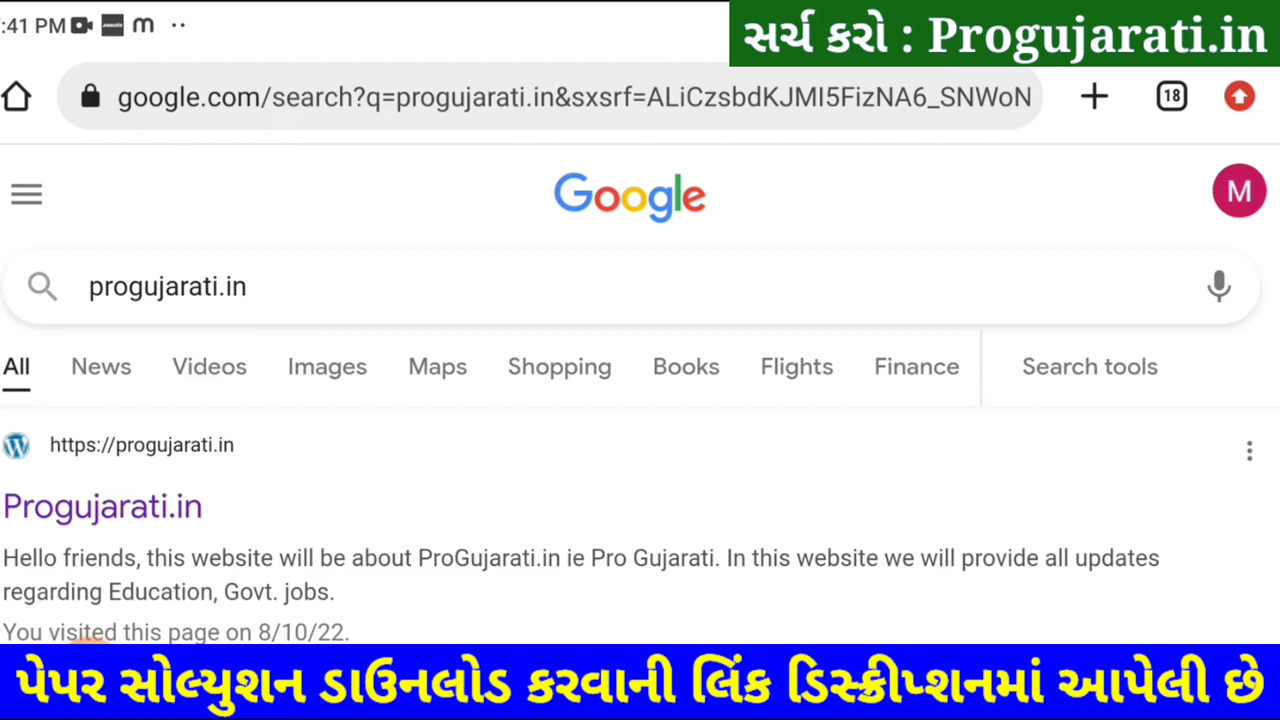 :41 PM
સર્ચ કરો : Progujarati.in
google.com/search?q=progujarati.in&sxsrf=ALiCzsbdKJMI5FizNA6_SNWoN
18
Google
M
progujarati.in
All News Videos Images Maps Shopping Books Flights Finance Search tools
https://progujarati.in
Progujarati.in
Hello friends, this website will be about ProGujarati.in ie Pro Gujarati. In this website we will provide all updates
regarding Education, Govt. jobs.
You visited this page on 8/10/22.
પેપર સોલ્યુશન ડાઉનલોડ કરવાની લિંક ડિસ્ક્રીપ્શનમાં આપેલી છે